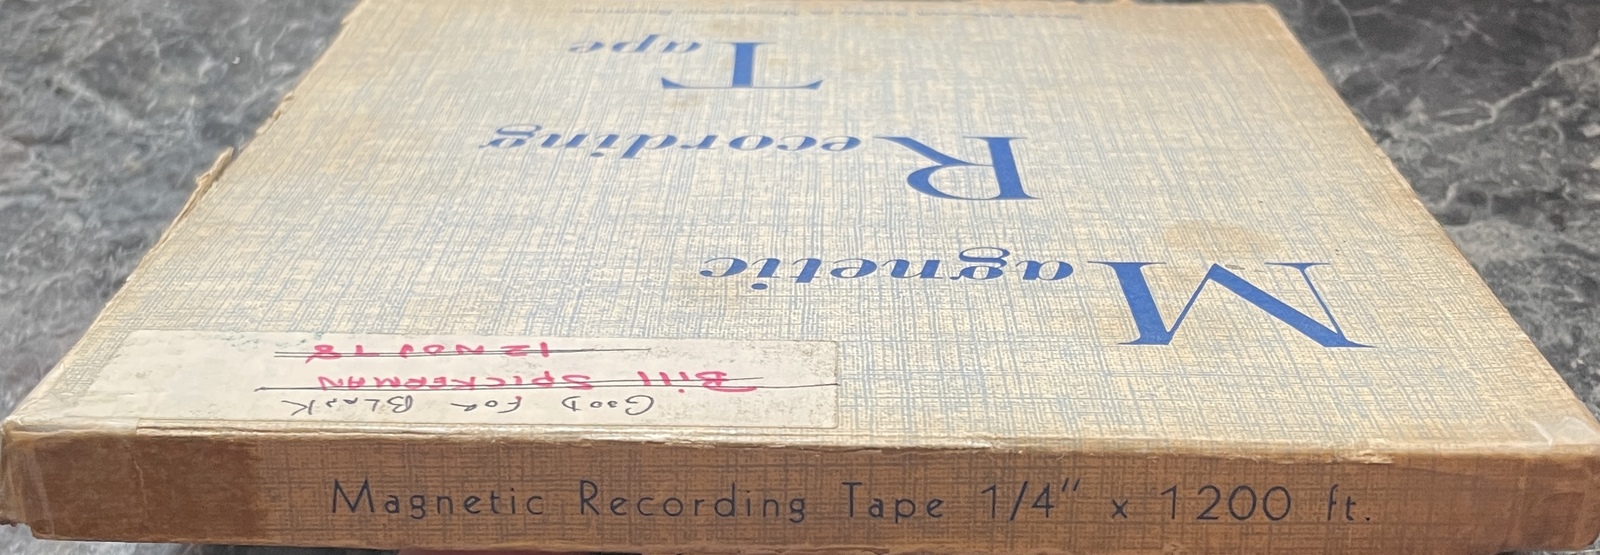 Magnetic
Recording
Tape
Bill SPICKERMAN
12 NOV 78
GOOD FOR BLANK
Magnetic Recording Tape 1/4" x 1200 ft.